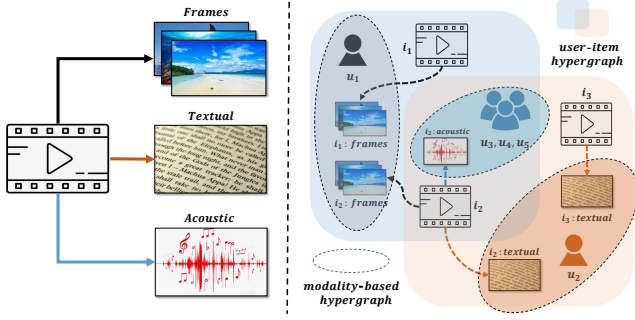 Frames
Textual
Acoustic
u1
i1
i1: frames
i2: frames
i2: acoustic
u3, u4, u5
i2
user-item
hypergraph
i3
i3: textual
i2: textual
u2
modality-based
hypergraph